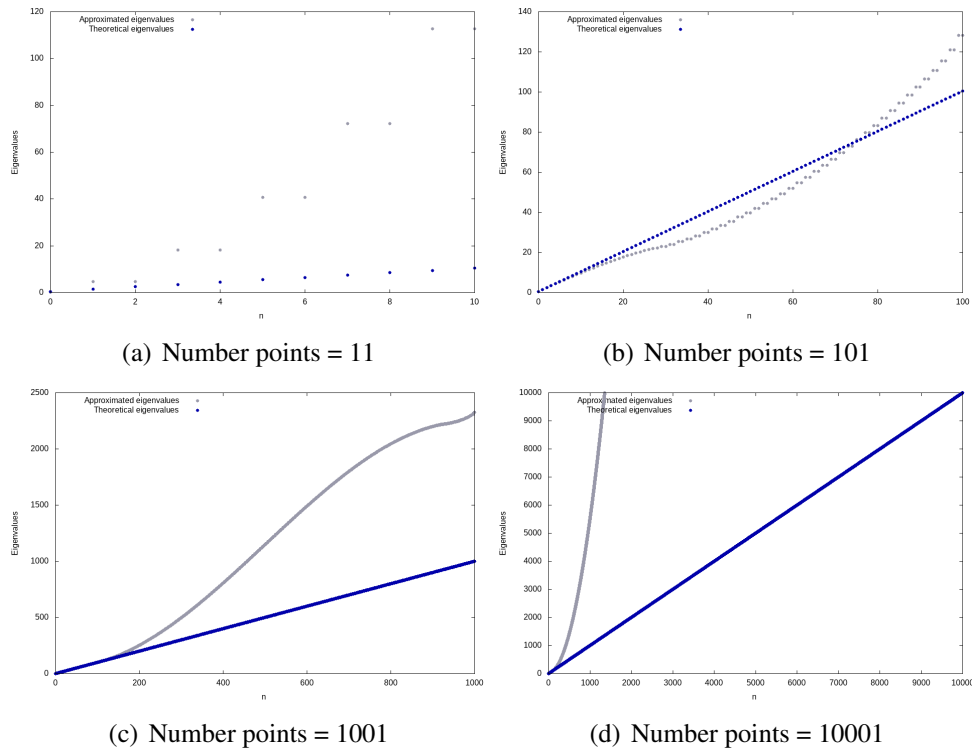 Approximated eigenvalues
Theoretical eigenvalues
120
100
80
60
40
20
0
Eigenvalues
0 2 4 6 8 10
n
(a) Number points = 11
Approximated eigenvalues
Theoretical eigenvalues
140
120
100
80
60
40
20
0
Eigenvalues
0 20 40 60 80 100
n
(b) Number points = 101
Approximated eigenvalues
Theoretical eigenvalues
2500
2000
1500
1000
500
0
Eigenvalues
0 200 400 600 800 1000
n
(c) Number points = 1001
Approximated eigenvalues
Theoretical eigenvalues
10000
9000
8000
7000
6000
5000
4000
3000
2000
1000
0
Eigenvalues
0 1000 2000 3000 4000 5000 6000 7000 8000 9000 10000
n
(d) Number points = 10001